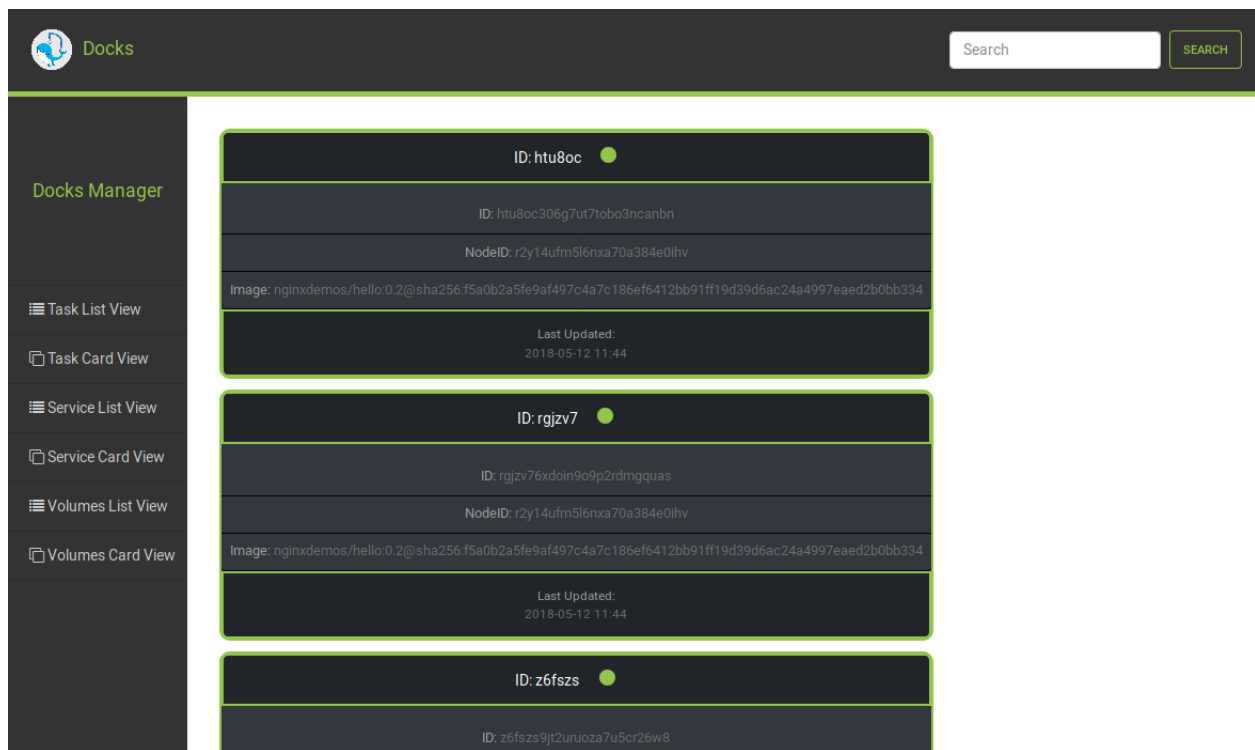 Docks
Search
SEARCH
Docks Manager
Task List View
Task Card View
Service List View
Service Card View
Volumes List View
Volumes Card View
ID: htu8oc
ID: htu8oc306g7ut7tobo3ncanbn
NodeID: r2y14ufm5l6nxa70a384e0ihv
Image: nginxdemos/hello:0.2@sha256:f5a0b2a5fe9af497c4a7c186ef6412bb91ff19d39d6ac24a4997eaed2b0bb334
Last Updated:
2018-05-12 11:44
ID: rgjzv7
ID: rgjzv76xdoin9o9p2rdmgquas
NodeID: r2y14ufm5l6nxa70a384e0ihv
Image: nginxdemos/hello:0.2@sha256:f5a0b2a5fe9af497c4a7c186ef6412bb91ff19d39d6ac24a4997eaed2b0bb334
Last Updated:
2018-05-12 11:44
ID: z6fszs
ID: z6fszs9jt2uruoza7u5cr26w8